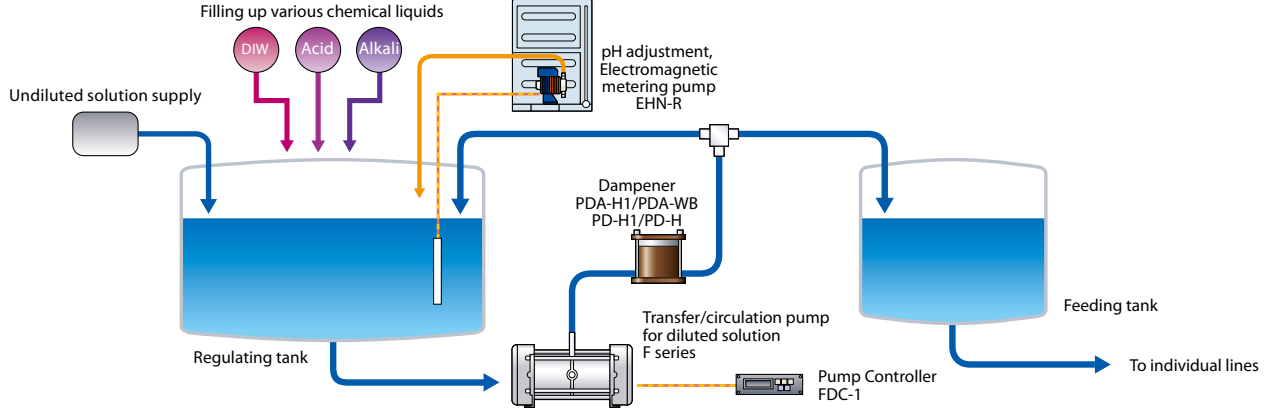 Filling up various chemical liquids
DIW
Acid
Alkali
Undiluted solution supply
pH adjustment,
Electromagnetic
metering pump
EHN-R
Dampener
PDA-H1/PDA-WB
PD-H1/PD-H
Transfer/circulation pump
for diluted solution
F series
Regulating tank
Pump Controller
FDC-1
Feeding tank
To individual lines